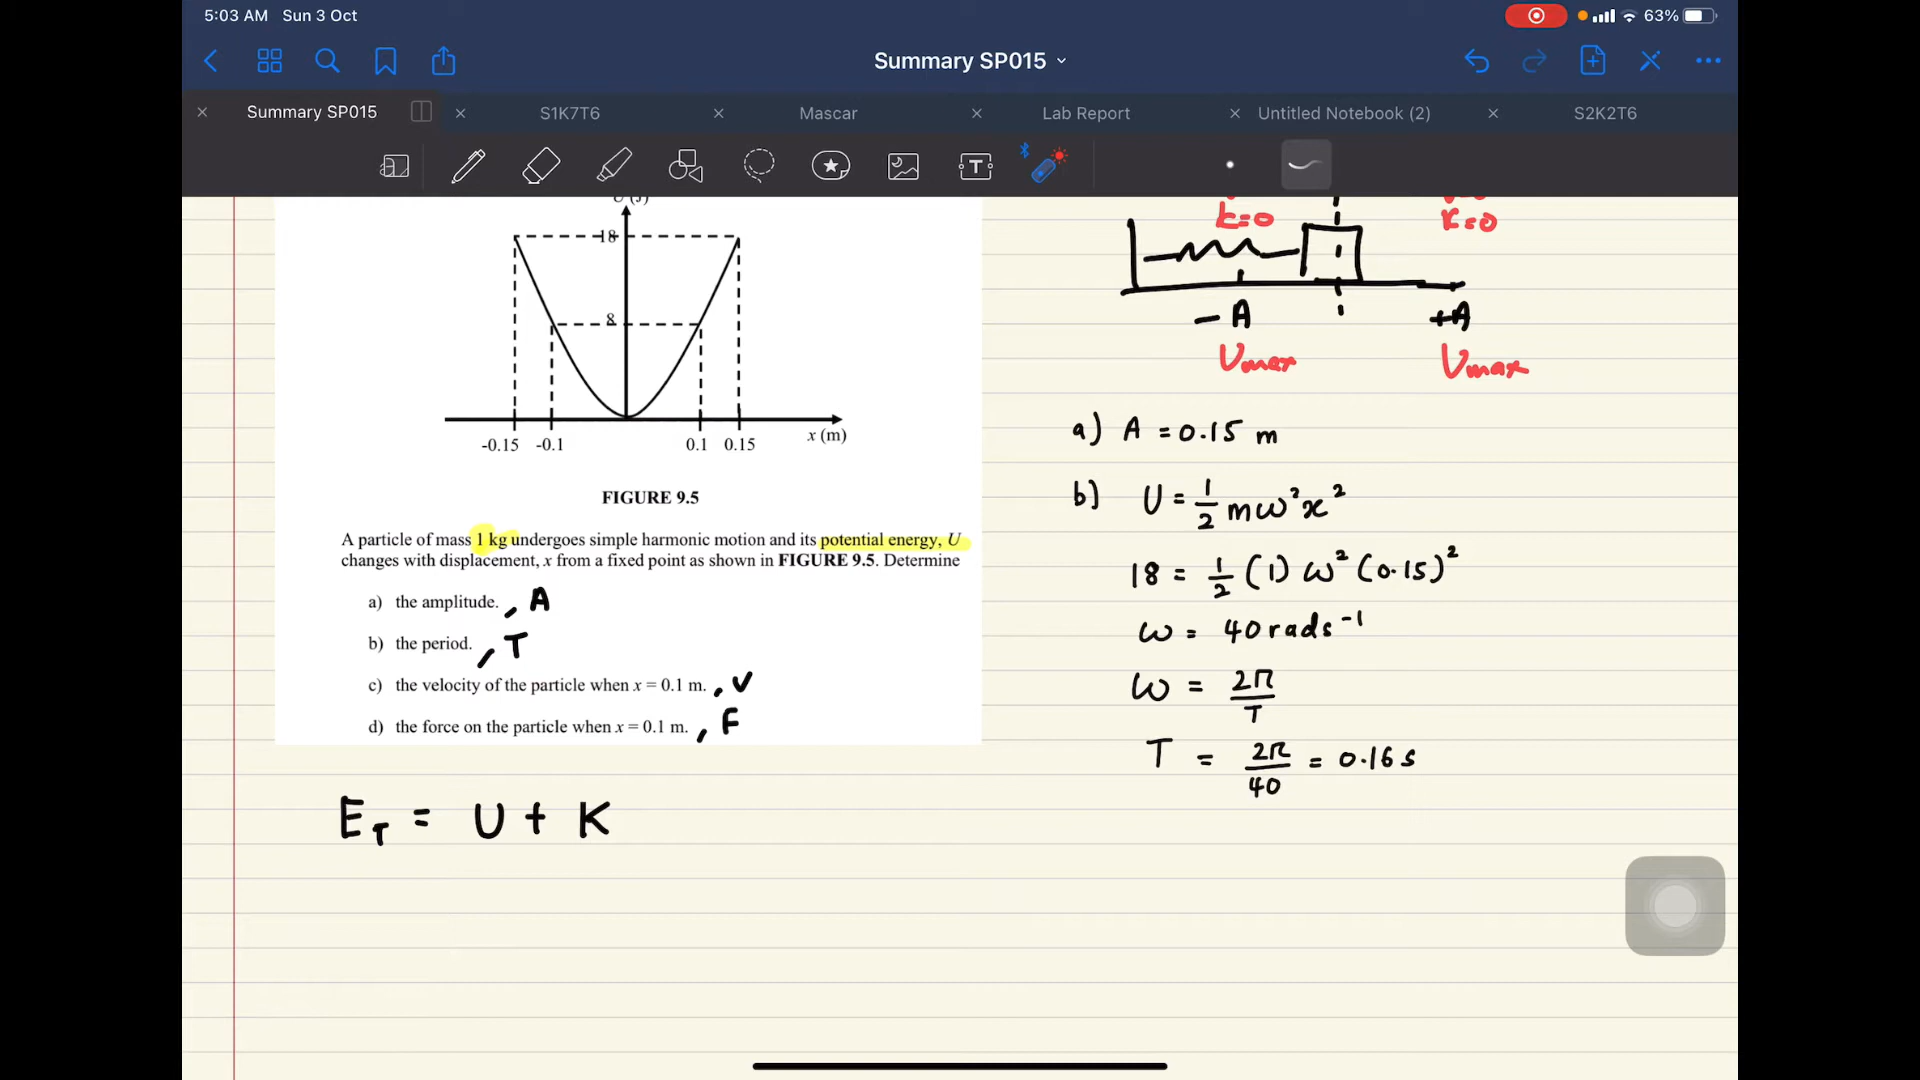 5:03 AM Sun 3 Oct
63%
Summary SP015
Summary SP015
S1K7T6
Mascar
Lab Report
Untitled Notebook (2)
S2K2T6
U (J)
18
8
-0.15 -0.1 0.1 0.15 x (m)
FIGURE 9.5
A particle of mass 1 kg undergoes simple harmonic motion and its potential energy, U
changes with displacement, x from a fixed point as shown in FIGURE 9.5. Determine
a) the amplitude. , A
b) the period. , T
c) the velocity of the particle when x = 0.1 m. , v
d) the force on the particle when x = 0.1 m. , F
E_T = U + K
K=0 K=0
-A +A
Umax Umax
a) A = 0.15 m
b) U = 1/2 mω²x²
18 = 1/2 (1) ω² (0.15)²
ω = 40 rads⁻¹
ω = 2π/T
T = 2π/40 = 0.16 s